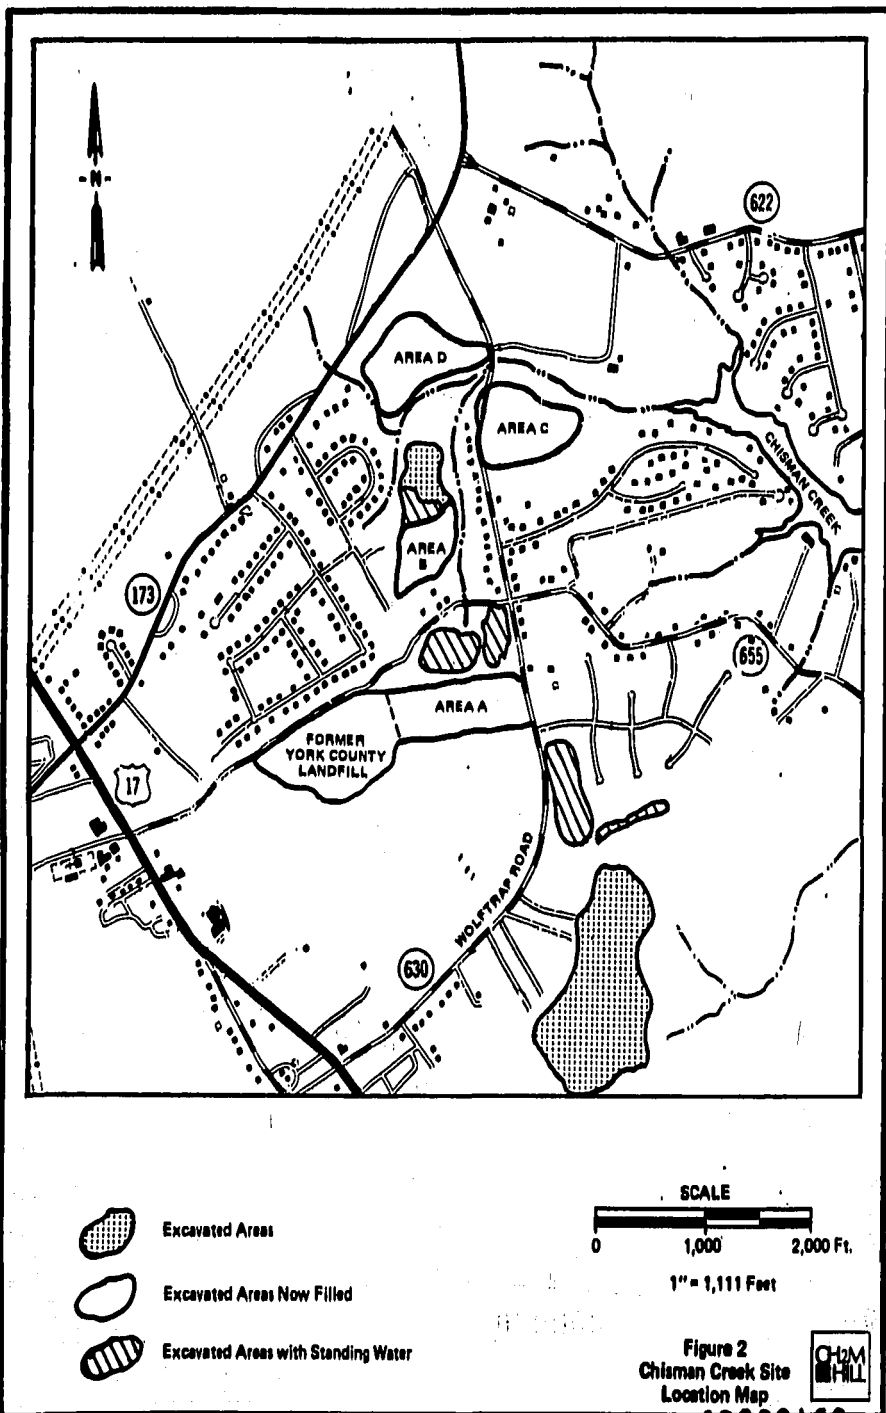 N
622
AREA D
AREA C
CHISMAN CREEK
AREA
B
173
655
AREA A
FORMER
YORK COUNTY
LANDFILL
17
WOLFTRAP ROAD
630
Excavated Areas
Excavated Areas Now Filled
Excavated Areas with Standing Water
SCALE
0 1,000 2,000 Ft.
1" = 1,111 Feet
Figure 2
Chisman Creek Site
Location Map
CH2M
HILL